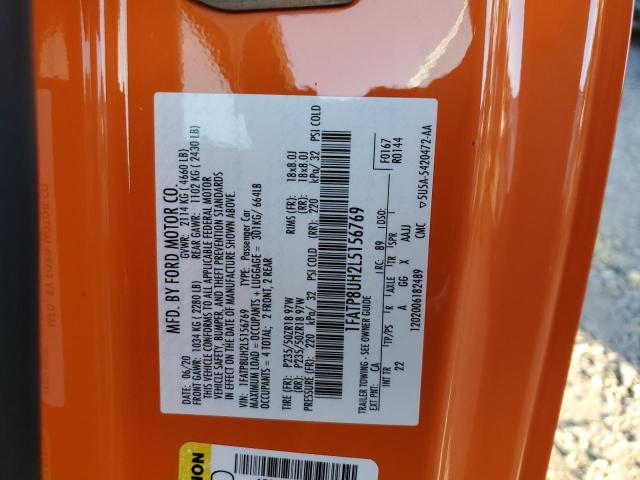 MFD. BY FORD MOTOR CO.
DATE: 06/20 GVWR: 2114 KG ( 4660 LB)
FRONT GAWR: 1034 KG ( 2280 LB) REAR GAWR: 1102 KG ( 2430 LB)
THIS VEHICLE CONFORMS TO ALL APPLICABLE FEDERAL MOTOR
VEHICLE SAFETY, BUMPER, AND THEFT PREVENTION STANDARDS
IN EFFECT ON THE DATE OF MANUFACTURE SHOWN ABOVE.
VIN: 1FATP8UH2L5156769 TYPE: Passenger Car
MAXIMUM LOAD = OCCUPANTS + LUGGAGE = 301KG/ 664LB
OCCUPANTS = 4 TOTAL; 2 FRONT, 2 REAR
TIRE (FR): P235/50ZR18 97W RIMS (FR): 18x8.0J
(RR): P235/50ZR18 97W (RR): 18x8.0J
PRESSURE (FR): 220 kPa/ 32 PSI COLD (RR): 220 kPa/ 32 PSI COLD
1FATP8UH2L5156769
F0167
R0144
TRAILER TOWING - SEE OWNER GUIDE
EXT PNT: CA RC: 89 DSO:
INT TR TP/PS R AXLE TR SPR
22 A GG X AAJJ
1202006182489 CMC 5U5A-5420472-AA
ION